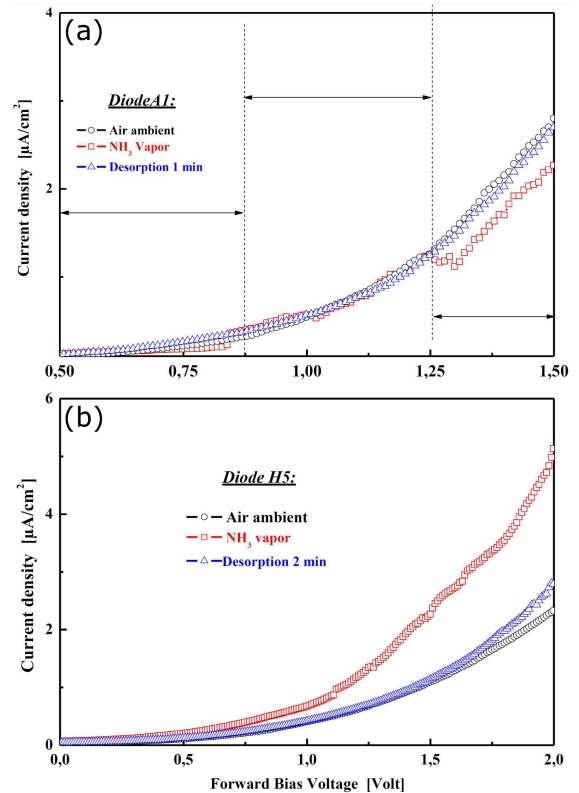 (a)
4
2
Current density [μA/cm²]
DiodeA1:
Air ambient
NH₃ Vapor
Desorption 1 min
0,50
0,75
1,00
1,25
1,50
(b)
6
5
4
2
0
Current density [μA/cm²]
Diode H5:
Air ambient
NH₃ vapor
Desorption 2 min
0,0
0,5
1,0
1,5
2,0
Forward Bias Voltage [Volt]